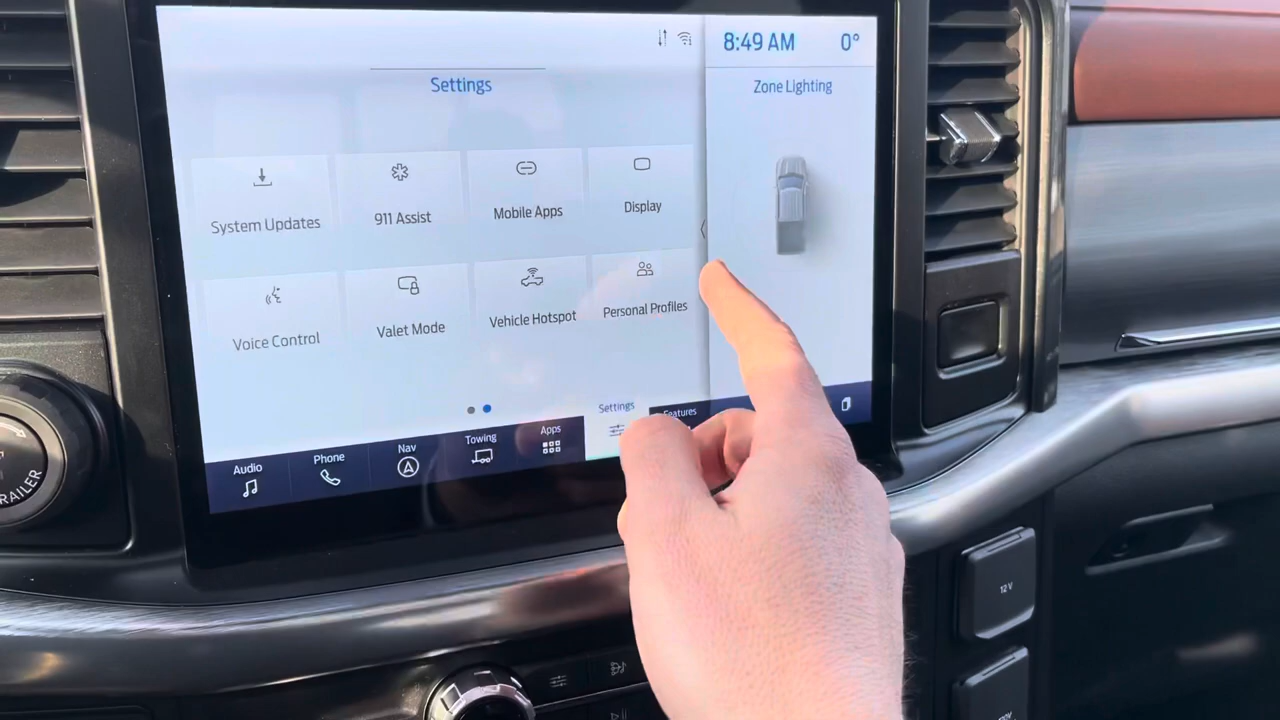 8:49 AM 0°
Settings
Zone Lighting
System Updates
911 Assist
Mobile Apps
Display
Voice Control
Valet Mode
Vehicle Hotspot
Personal Profiles
Audio
Phone
Nav
Towing
Apps
Settings
Features
12V